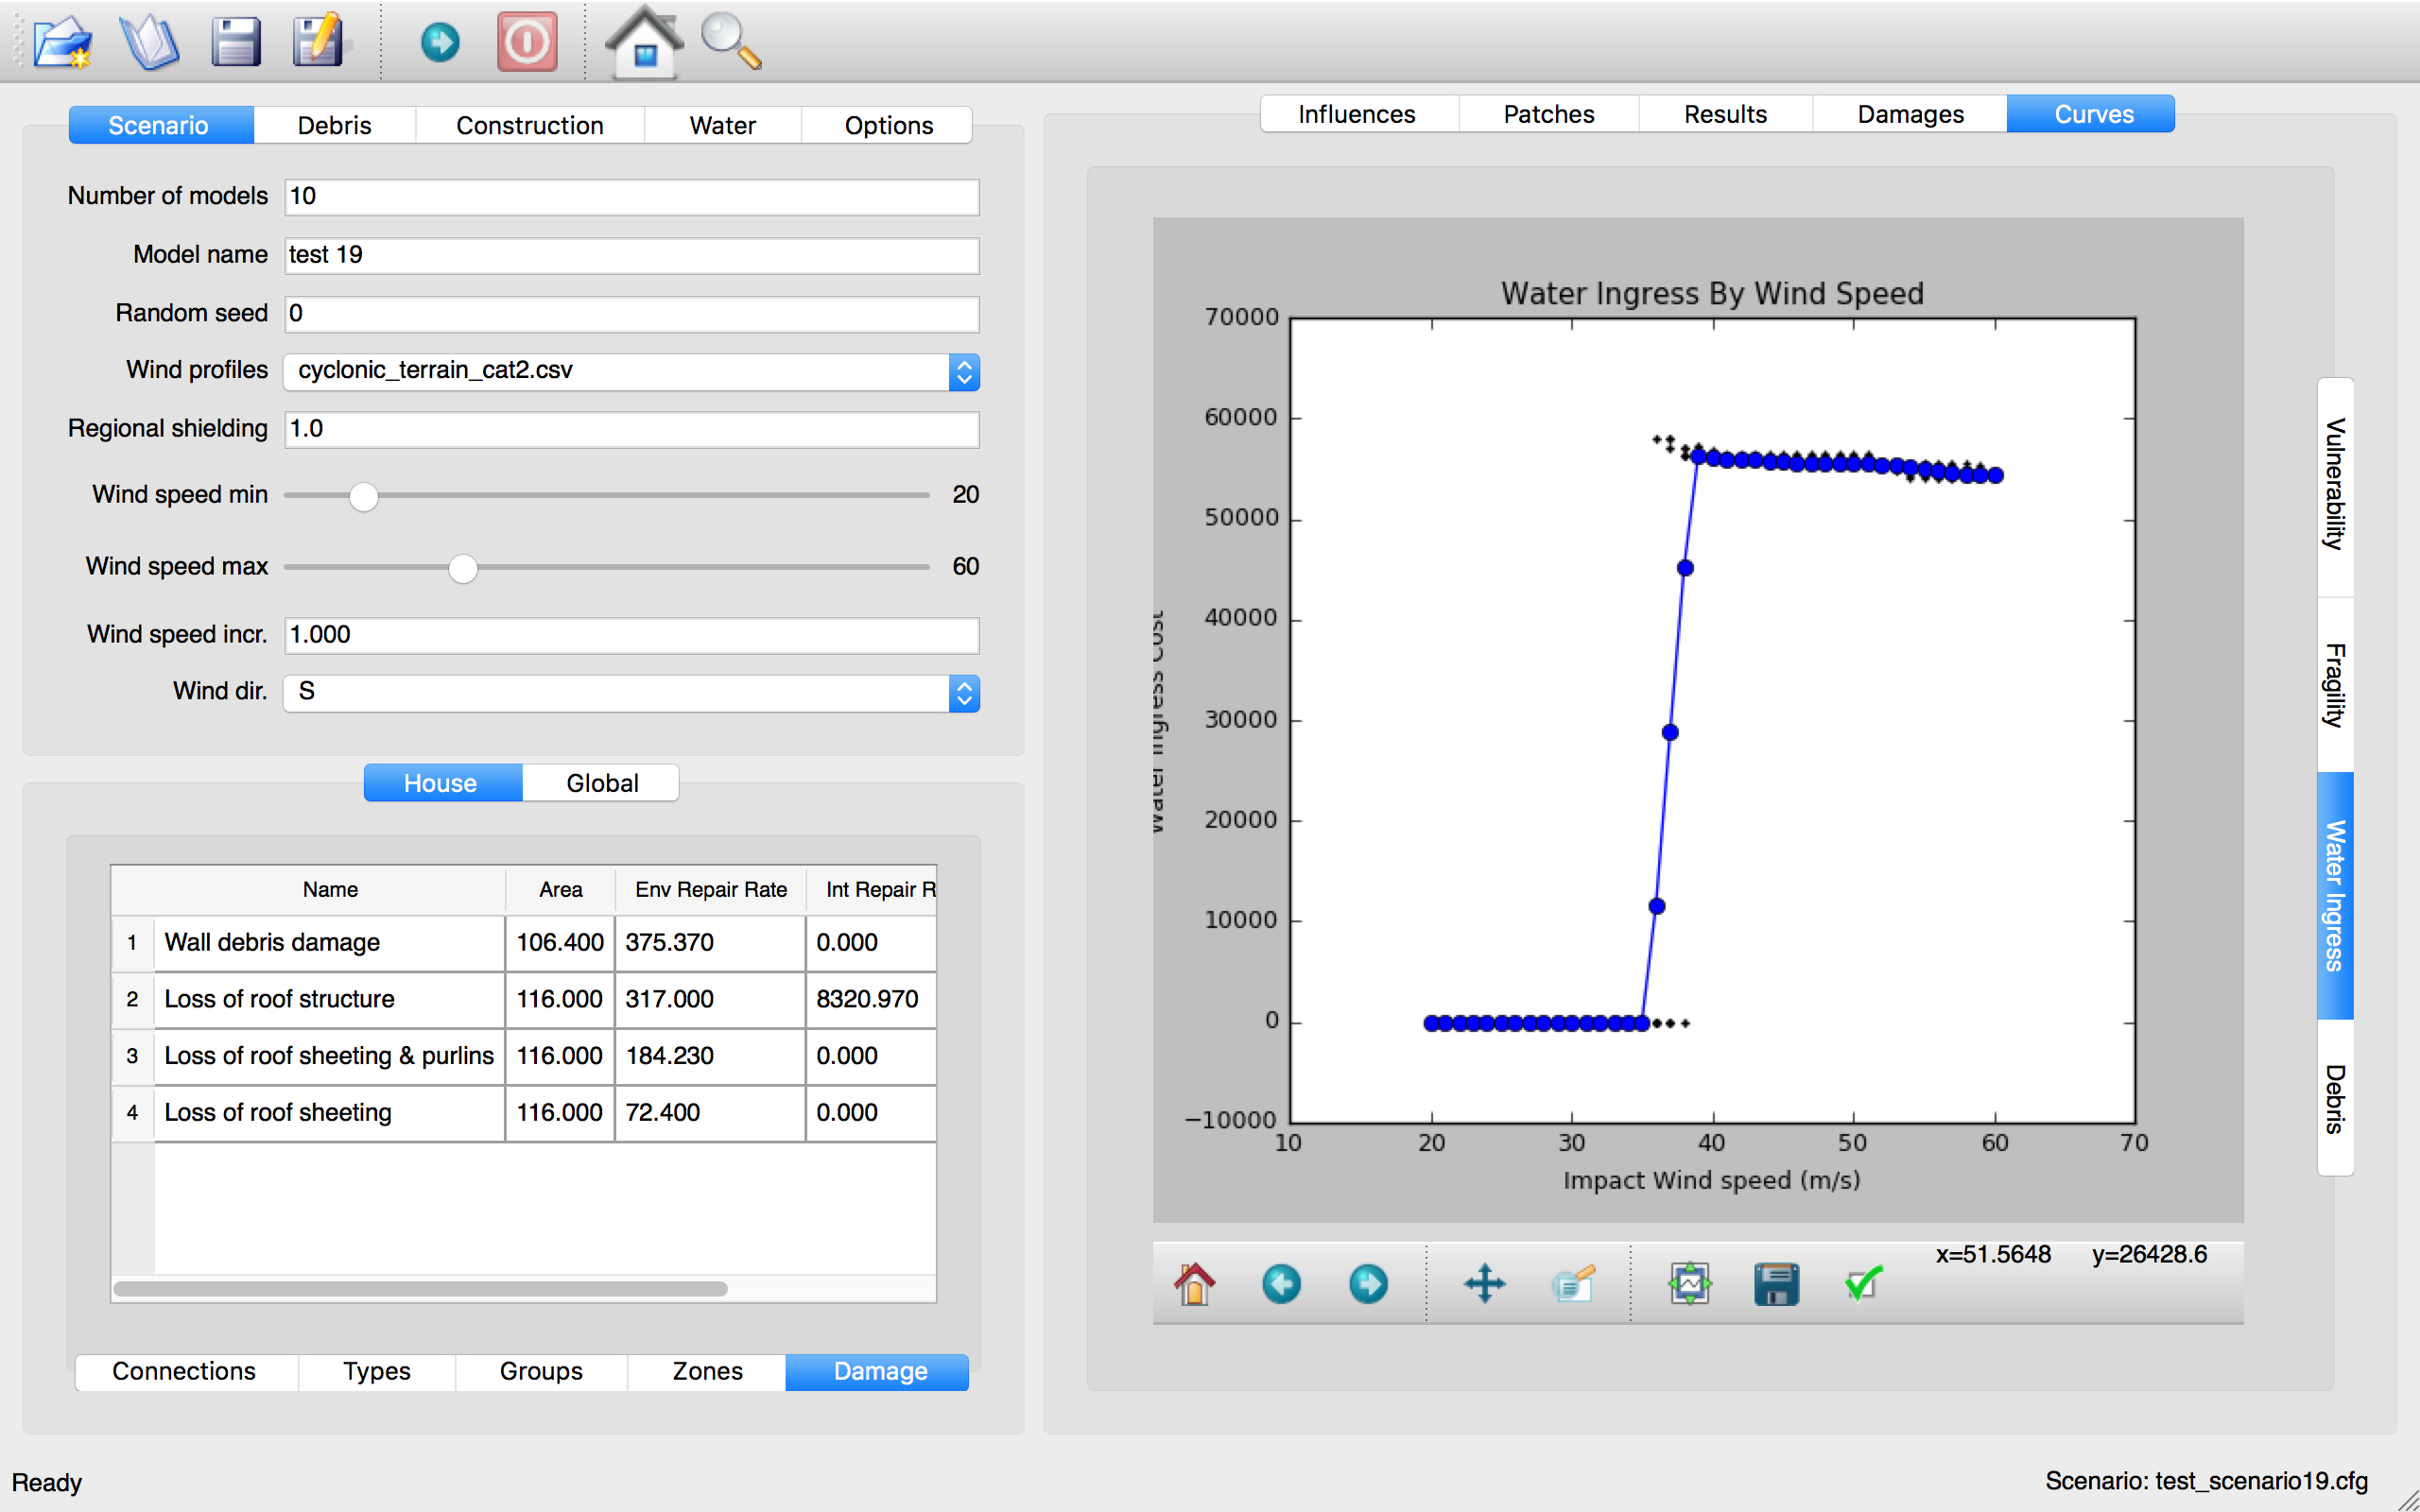 Scenario Debris Construction Water Options
Number of models 10
Model name test 19
Random seed 0
Wind profiles cyclonic_terrain_cat2.csv
Regional shielding 1.0
Wind speed min 20
Wind speed max 60
Wind speed incr. 1.000
Wind dir. S
House Global
Name Area Env Repair Rate Int Repair R
1 Wall debris damage 106.400 375.370 0.000
2 Loss of roof structure 116.000 317.000 8320.970
3 Loss of roof sheeting & purlins 116.000 184.230 0.000
4 Loss of roof sheeting 116.000 72.400 0.000
Connections Types Groups Zones Damage
Influences Patches Results Damages Curves
Water Ingress By Wind Speed
70000
60000
50000
40000
30000
20000
10000
0
−10000
Water Ingress Cost
10 20 30 40 50 60 70
Impact Wind speed (m/s)
Vulnerability
Fragility
Water Ingress
Debris
x=51.5648 y=26428.6
Ready
Scenario: test_scenario19.cfg